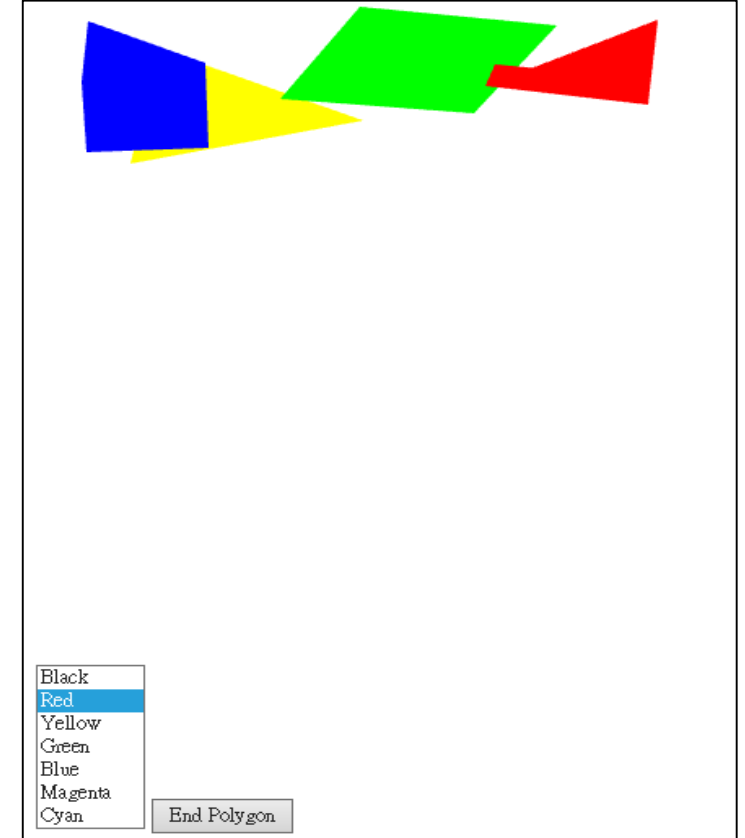 Black
Red
Yellow
Green
Blue
Magenta
Cyan
End Polygon